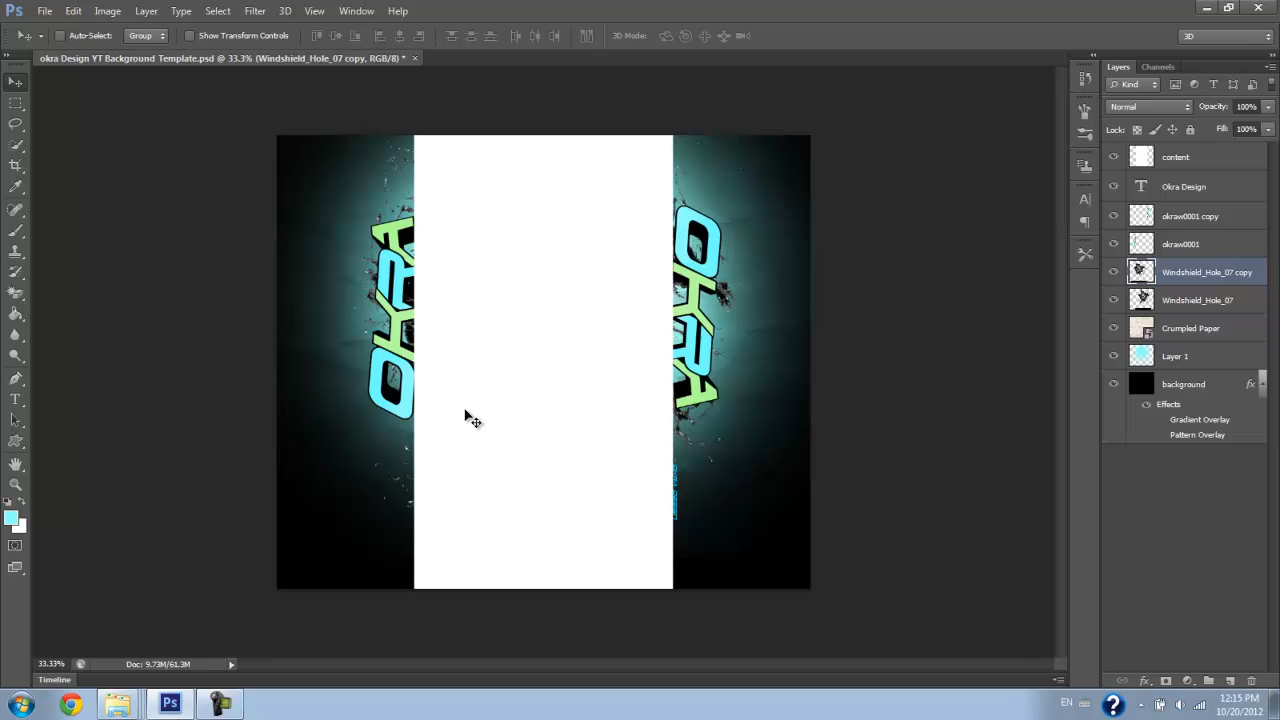 Ps File Edit Image Layer Type Select Filter 3D View Window Help
Auto-Select: Group Show Transform Controls 3D Mode: 3D
okra Design YT Background Template.psd @ 33.3% (Windshield_Hole_07 copy, RGB/8) * ×
Layers Channels
Kind
Normal Opacity: 100%
Lock: Fill: 100%
content
T Okra Design
okraw0001 copy
okraw0001
Windshield_Hole_07 copy
Windshield_Hole_07
Crumpled Paper
Layer 1
background fx
Effects
Gradient Overlay
Pattern Overlay
OKRA
OKRA
33.33% Doc: 9.73M/61.3M
Timeline
Ps EN ? 12:15 PM
10/20/2012